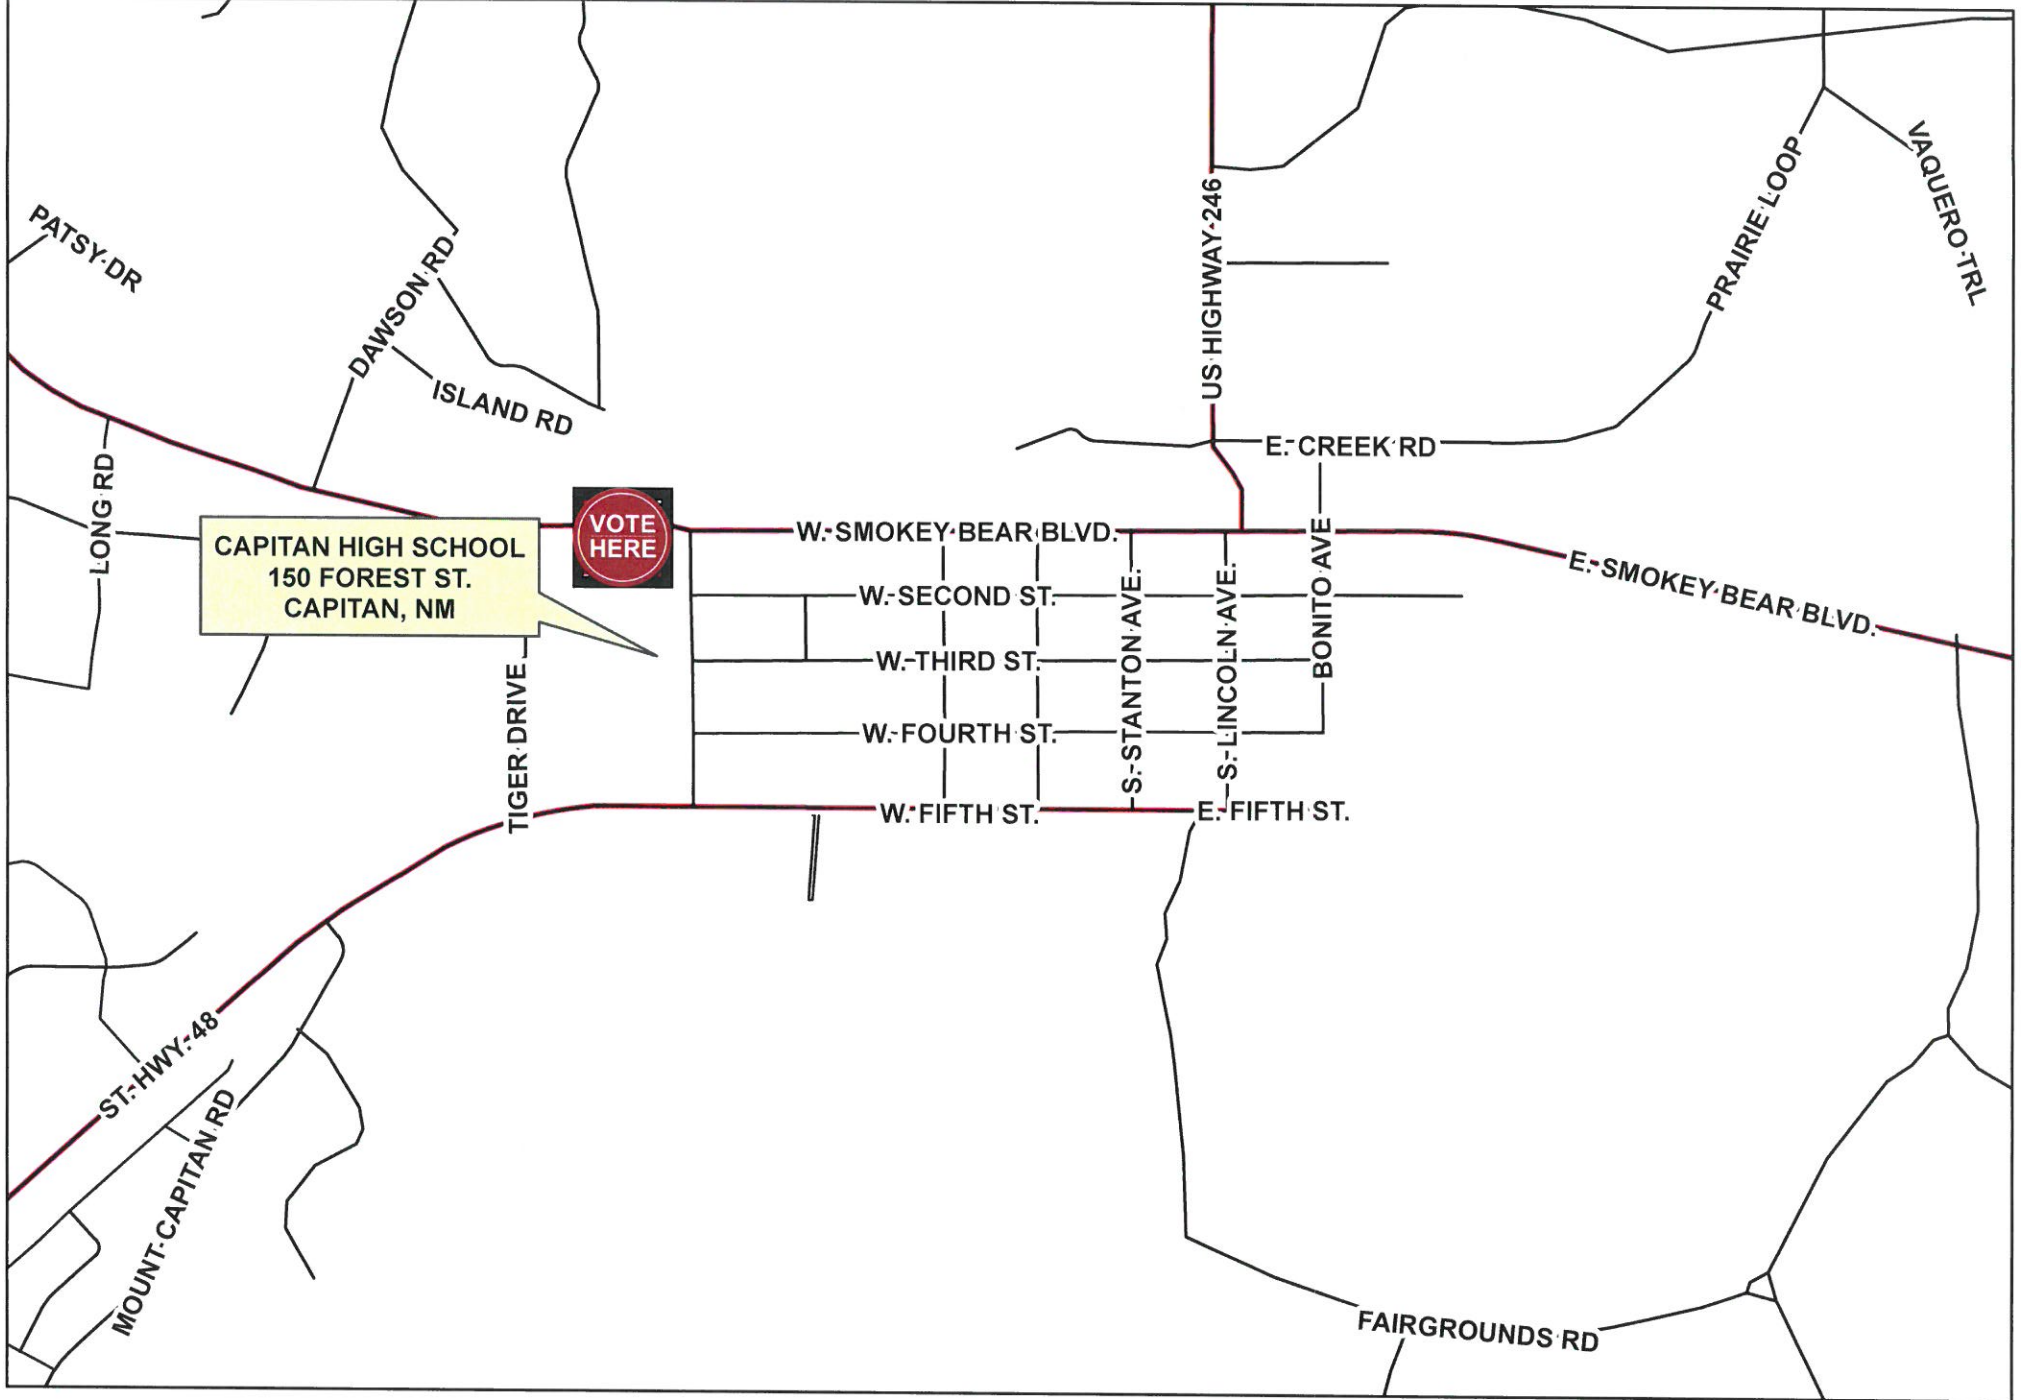 PATSY DR
DAWSON RD
ISLAND RD
LONG RD
US HIGHWAY 246
PRAIRIE LOOP
VAQUERO TRL
E. CREEK RD
VOTE
HERE
CAPITAN HIGH SCHOOL
150 FOREST ST.
CAPITAN, NM
W. SMOKEY BEAR BLVD.
E. SMOKEY BEAR BLVD.
W. SECOND ST.
W. THIRD ST.
W. FOURTH ST.
W. FIFTH ST.
E. FIFTH ST.
S. STANTON AVE.
S. LINCOLN AVE.
BONITO AVE
TIGER DRIVE
ST. HWY. 48
MOUNT CAPITAN RD
FAIRGROUNDS RD